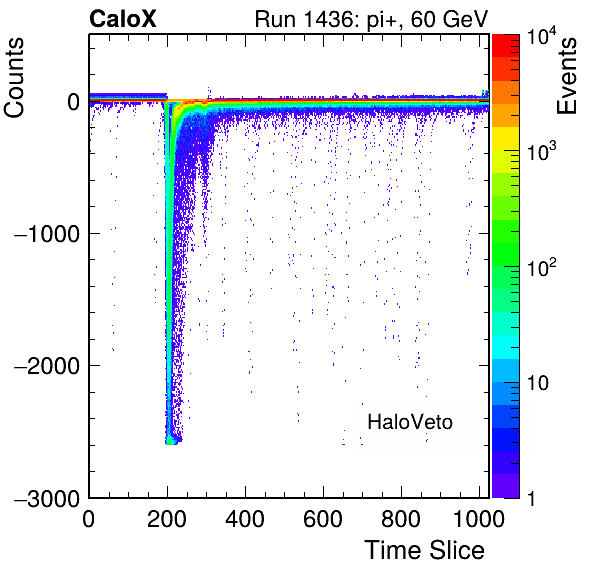 CaloX Run 1436: pi+, 60 GeV
Counts
0
−1000
−2000
−3000
0 200 400 600 800 1000
Time Slice
HaloVeto
10⁴
10³
10²
10
1
Events